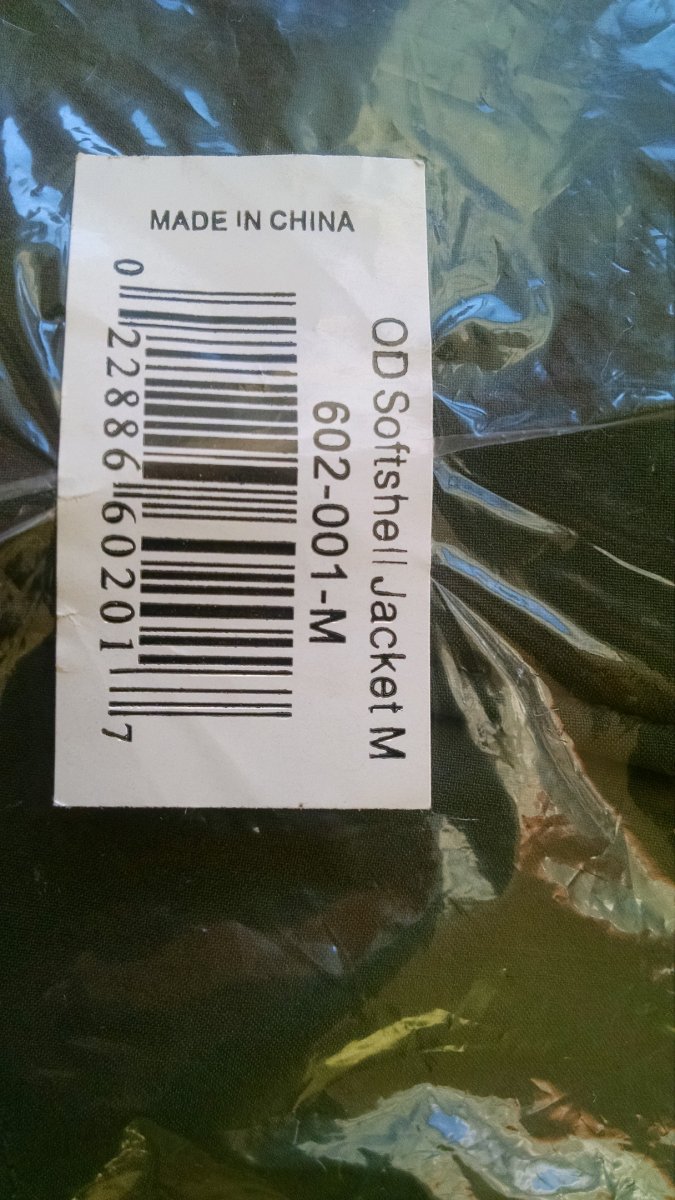 MADE IN CHINA
OD Softshell Jacket M
602-001-M
0 22886 60201 7